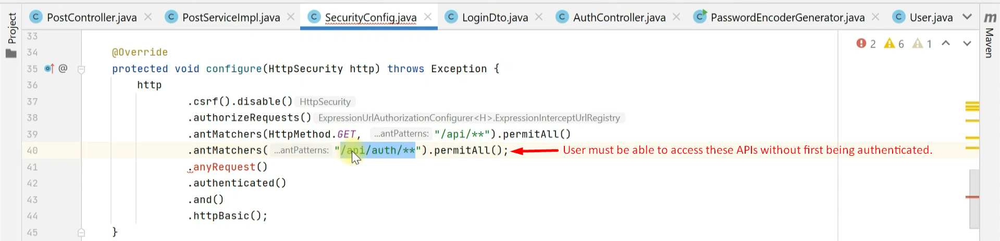 Project
PostController.java
PostServiceImpl.java
SecurityConfig.java
LoginDto.java
AuthController.java
PasswordEncoderGenerator.java
User.java
m
Maven
2 6 1
33
34 @Override
35 @ protected void configure(HttpSecurity http) throws Exception {
36 http
37 .csrf().disable() HttpSecurity
38 .authorizeRequests() ExpressionUrlAuthorizationConfigurer<H>.ExpressionInterceptUrlRegistry
39 .antMatchers(HttpMethod.GET, ...antPatterns: "/api/**").permitAll()
40 .antMatchers( ...antPatterns: "/api/auth/**").permitAll(); User must be able to access these APIs without first being authenticated.
41 .anyRequest()
42 .authenticated()
43 .and()
44 .httpBasic();
45 }